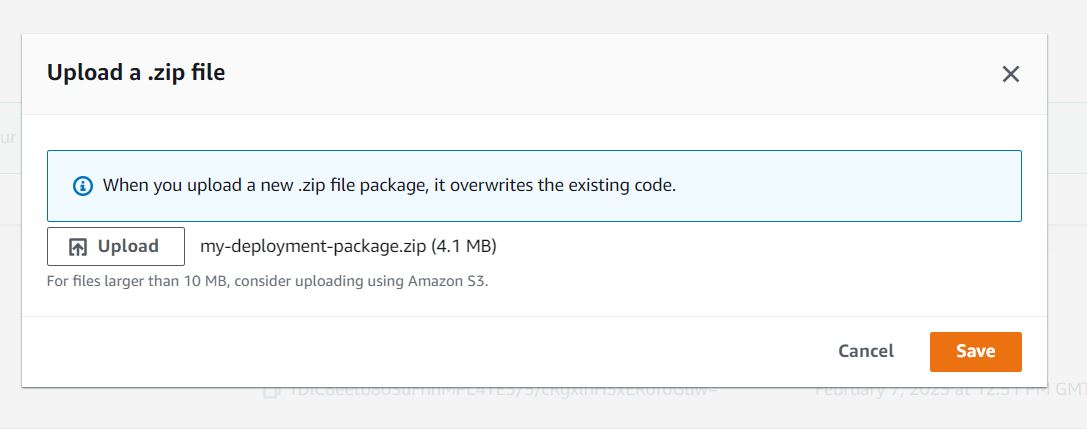 Upload a .zip file
ur
When you upload a new .zip file package, it overwrites the existing code.
Upload my-deployment-package.zip (4.1 MB)
For files larger than 10 MB, consider uploading using Amazon S3.
Cancel Save
February 7, 2023 at 12:51 PM GMT